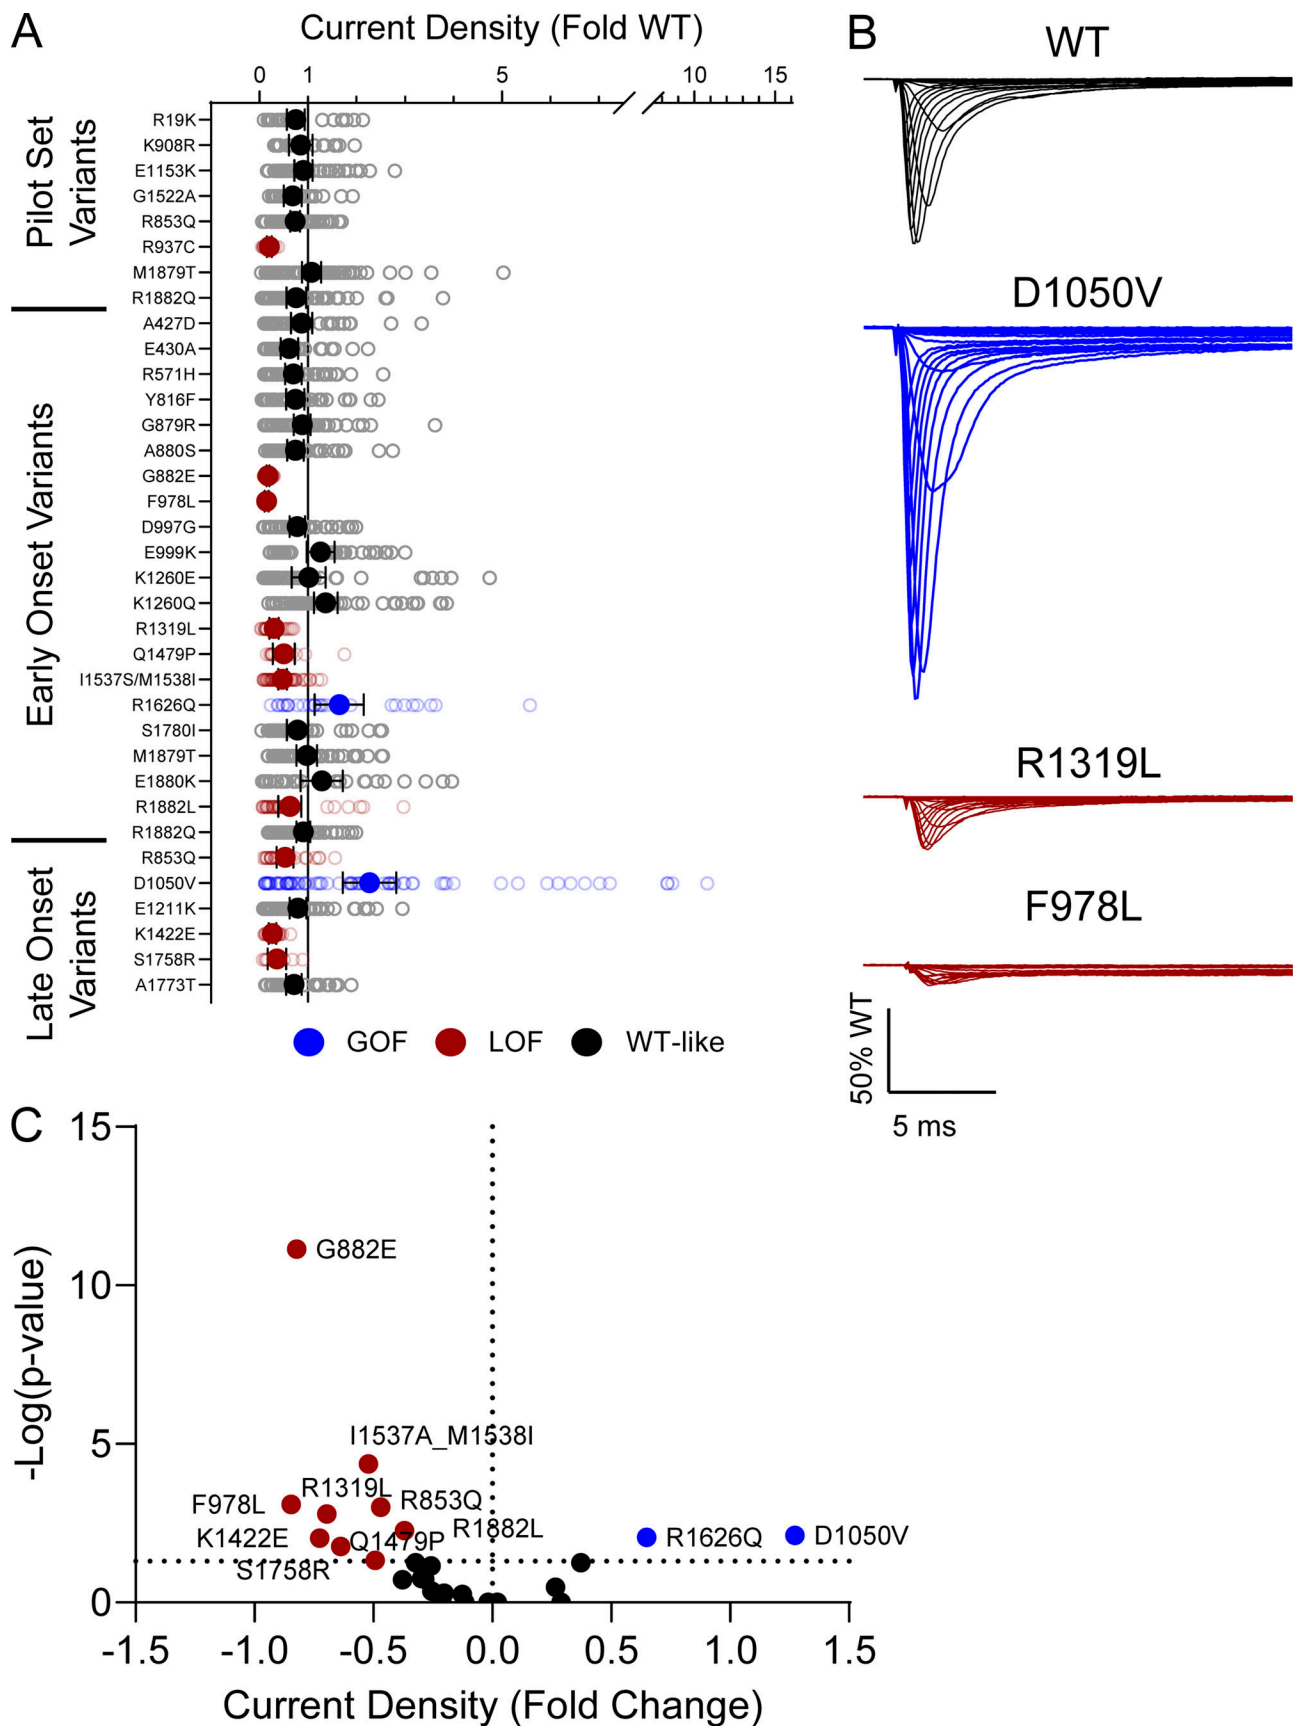 A
Current Density (Fold WT)
0 1 5 10 15
Pilot Set
Variants
R19K
K908R
E1153K
G1522A
R853Q
R937C
M1879T
R1882Q
Early Onset Variants
A427D
E430A
R571H
Y816F
G879R
A880S
G882E
F978L
D997G
E999K
K1260E
K1260Q
R1319L
Q1479P
I1537S/M1538I
R1626Q
S1780I
M1879T
E1880K
R1882L
R1882Q
Late Onset
Variants
R853Q
D1050V
E1211K
K1422E
S1758R
A1773T
GOF LOF WT-like
B
WT
D1050V
R1319L
F978L
50% WT
5 ms
C
-Log(p-value)
15
10
5
0
G882E
I1537A_M1538I
R1319L
F978L
R853Q
R1882L
K1422E
Q1479P
S1758R
R1626Q
D1050V
-1.5 -1.0 -0.5 0.0 0.5 1.0 1.5
Current Density (Fold Change)